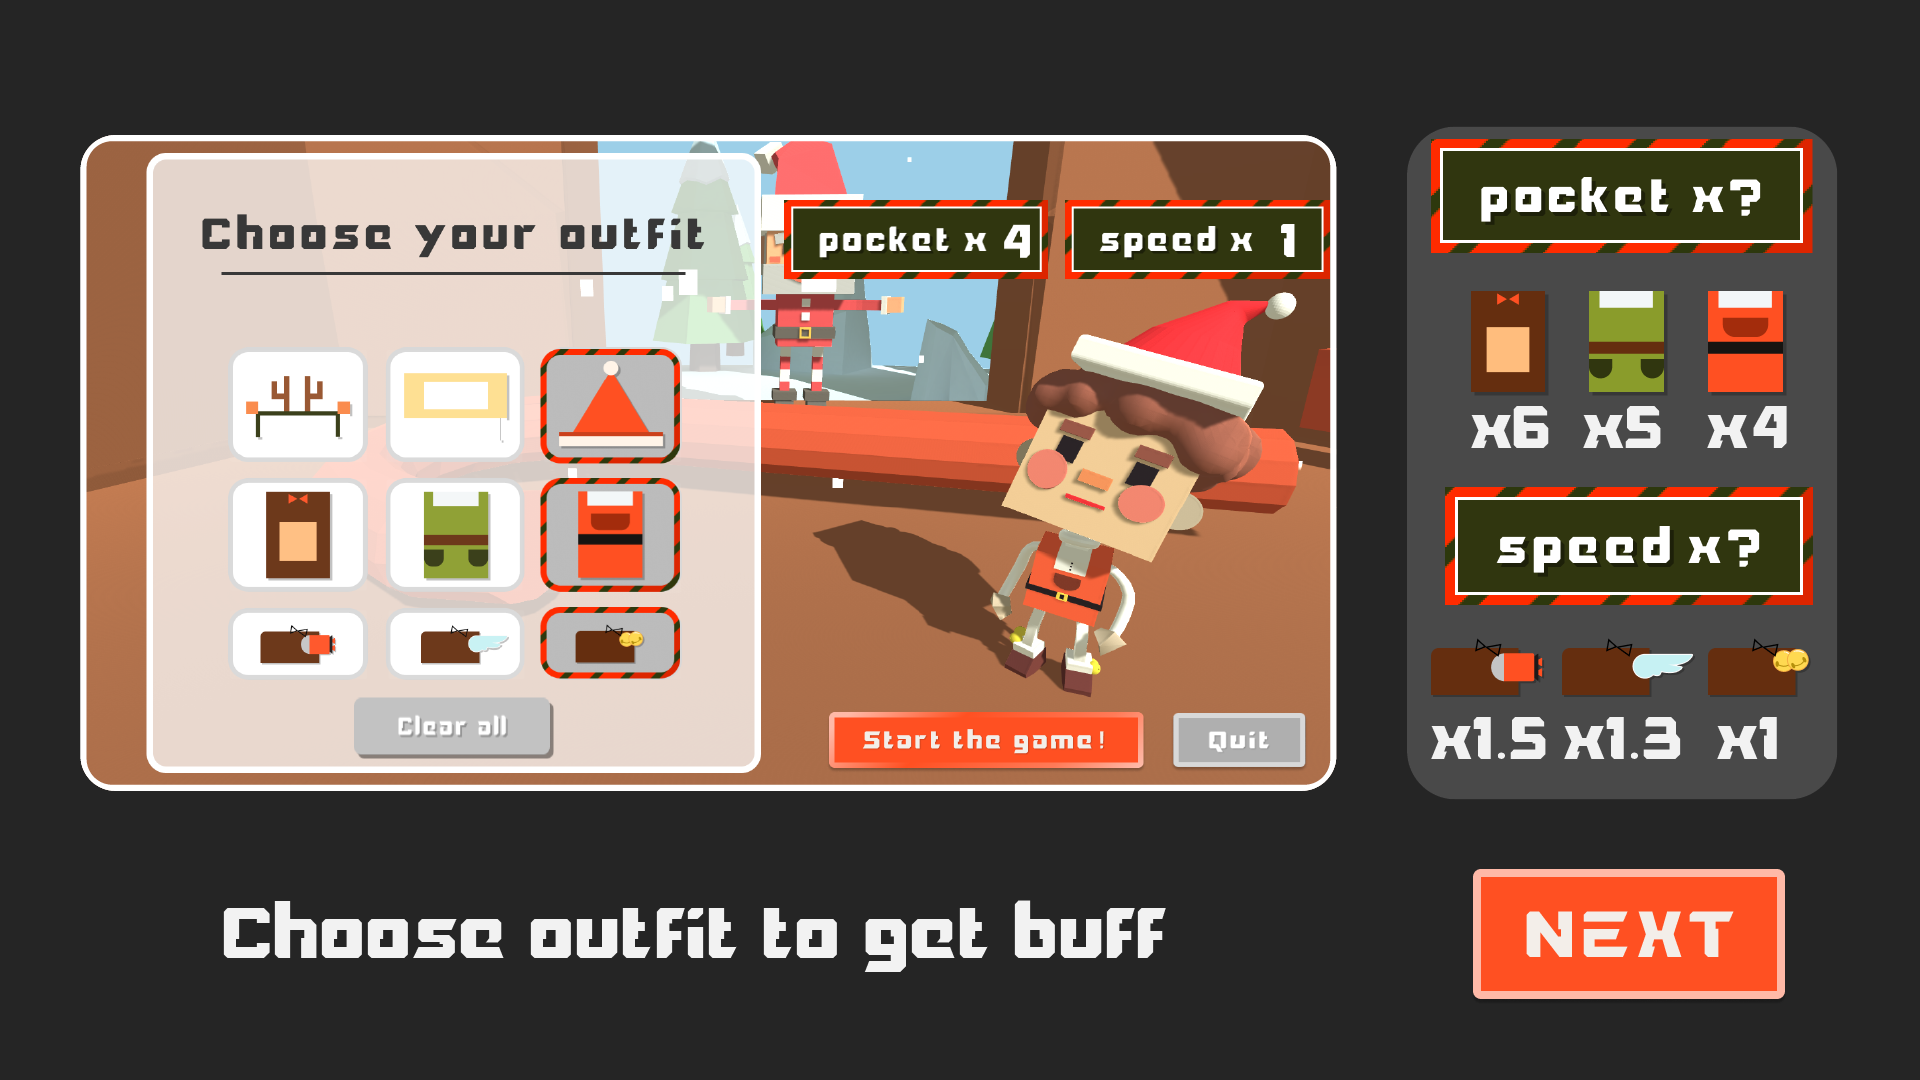 Choose your outfit
pocket x 4
speed x 1
Clear all
Start the game!
Quit
pocket x?
x6 x5 x4
speed x?
x1.5 x1.3 x1
Choose outfit to get buff
NEXT